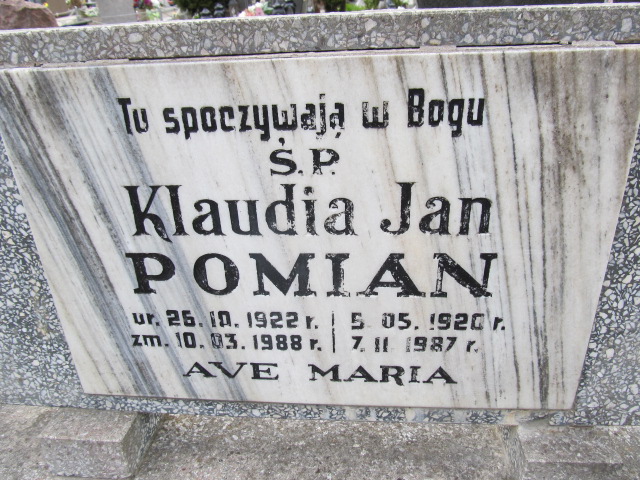 Tu spoczywają w Bogu
Ś.P.
Klaudia Jan
POMIAN
ur. 26.10.1922 r. 5.05.1920 r.
zm. 10.03.1988 r. 7.11.1987 r.
AVE MARIA